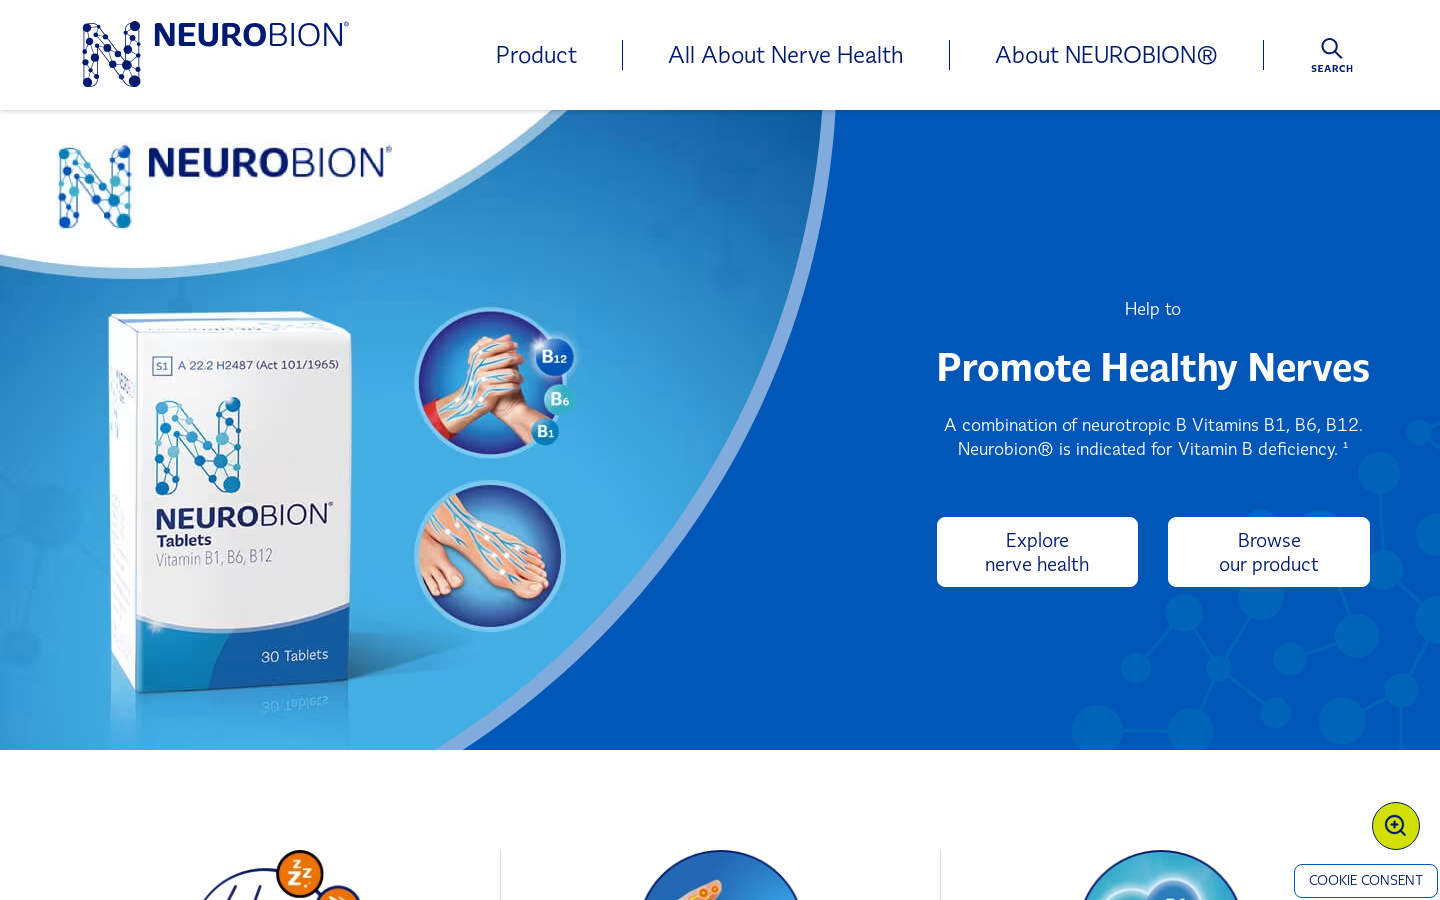 NEUROBION®
Product
All About Nerve Health
About NEUROBION®
SEARCH
NEUROBION®
S1 A 22.2 H2487 (Act 101/1965)
NEUROBION®
Tablets
Vitamin B1, B6, B12
30 Tablets
B12
B6
B1
Help to
Promote Healthy Nerves
A combination of neurotropic B Vitamins B1, B6, B12.
Neurobion® is indicated for Vitamin B deficiency. ¹
Explore
nerve health
Browse
our product
z z z
COOKIE CONSENT